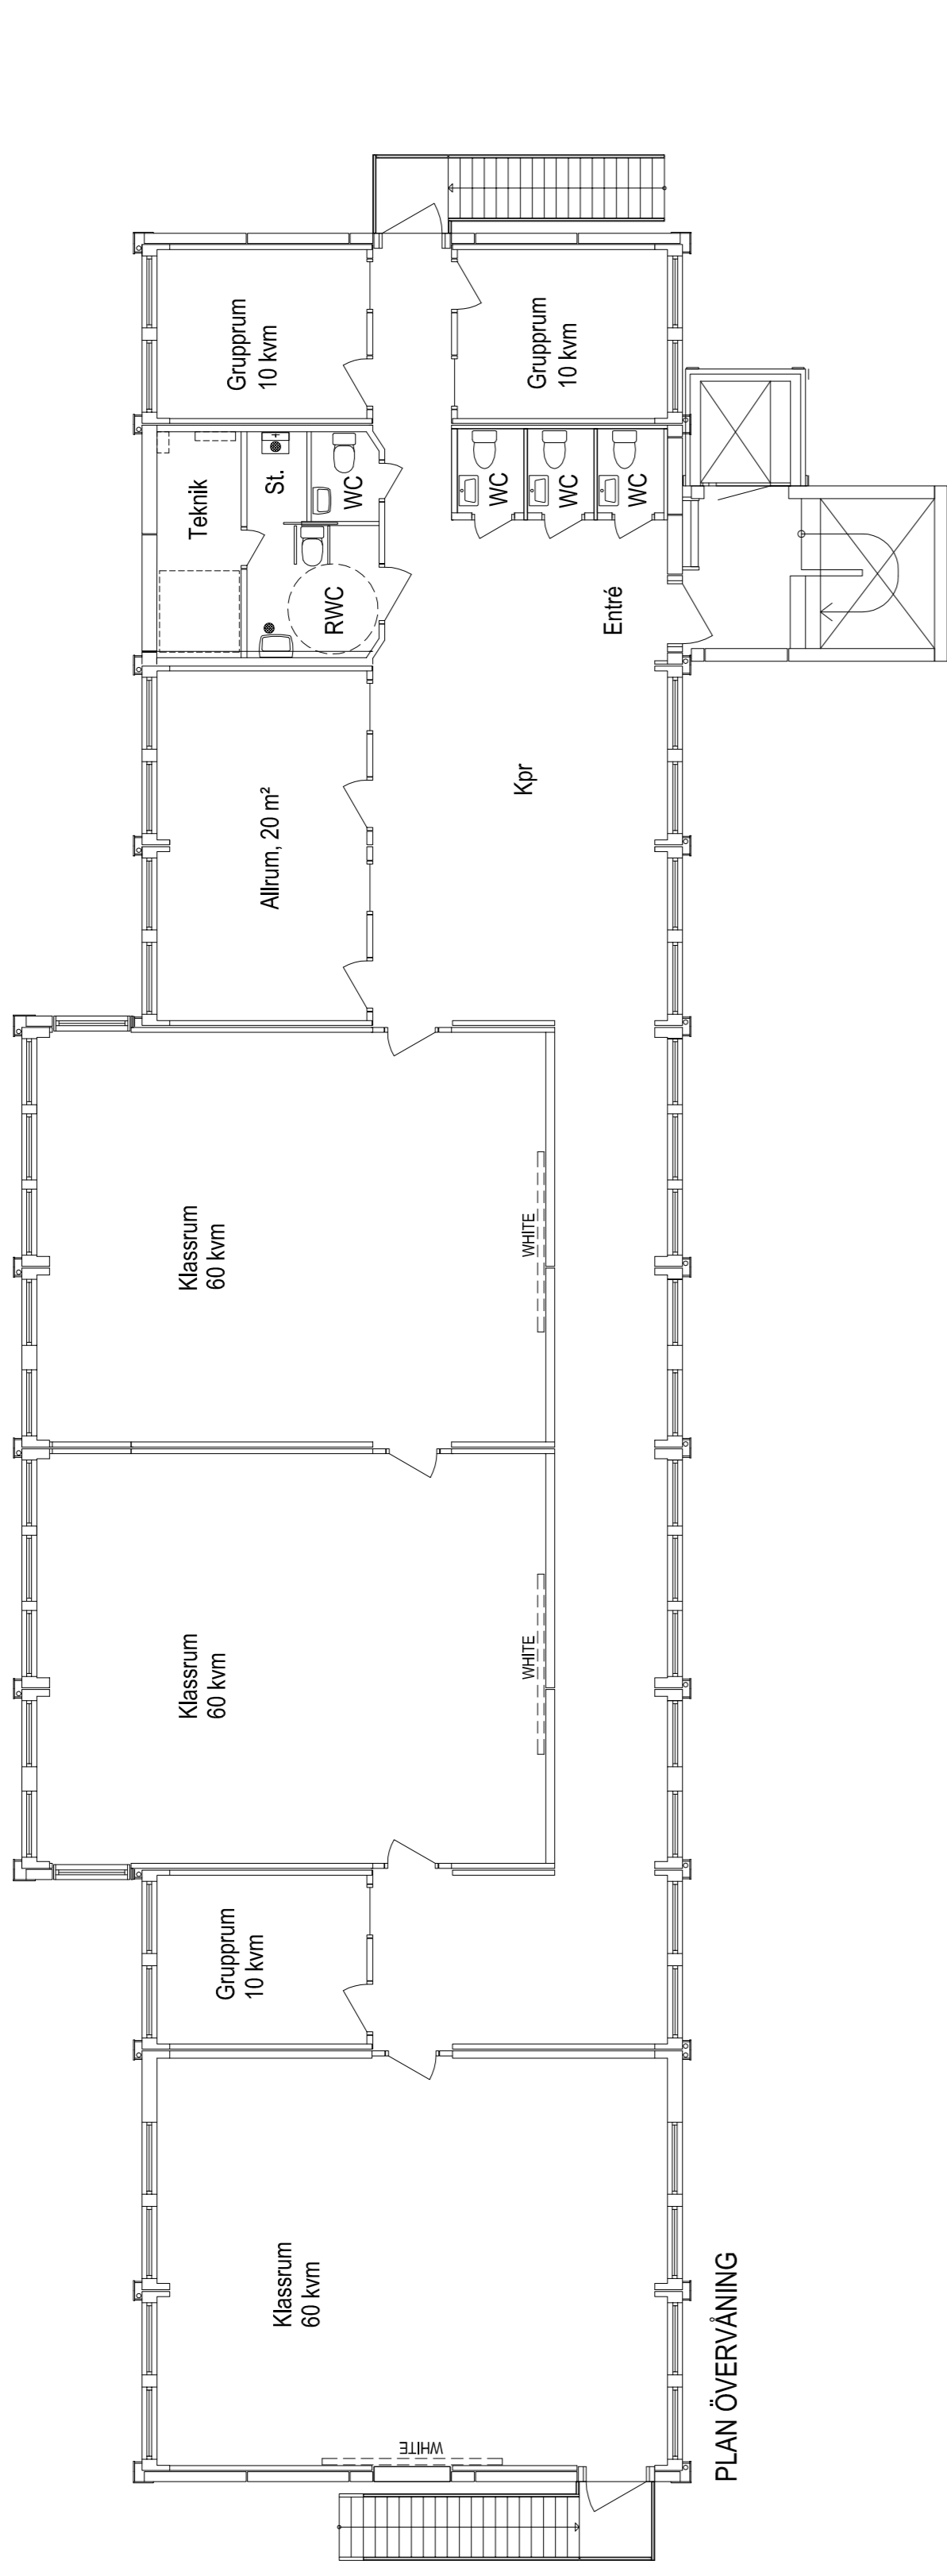 Klassrum
60 kvm
WHITE
Grupprum
10 kvm
Klassrum
60 kvm
WHITE
Klassrum
60 kvm
WHITE
Allrum, 20 m²
Kpr
Teknik
St.
WC
RWC
Entré
WC
WC
WC
Grupprum
10 kvm
Grupprum
10 kvm
PLAN ÖVERVÅNING